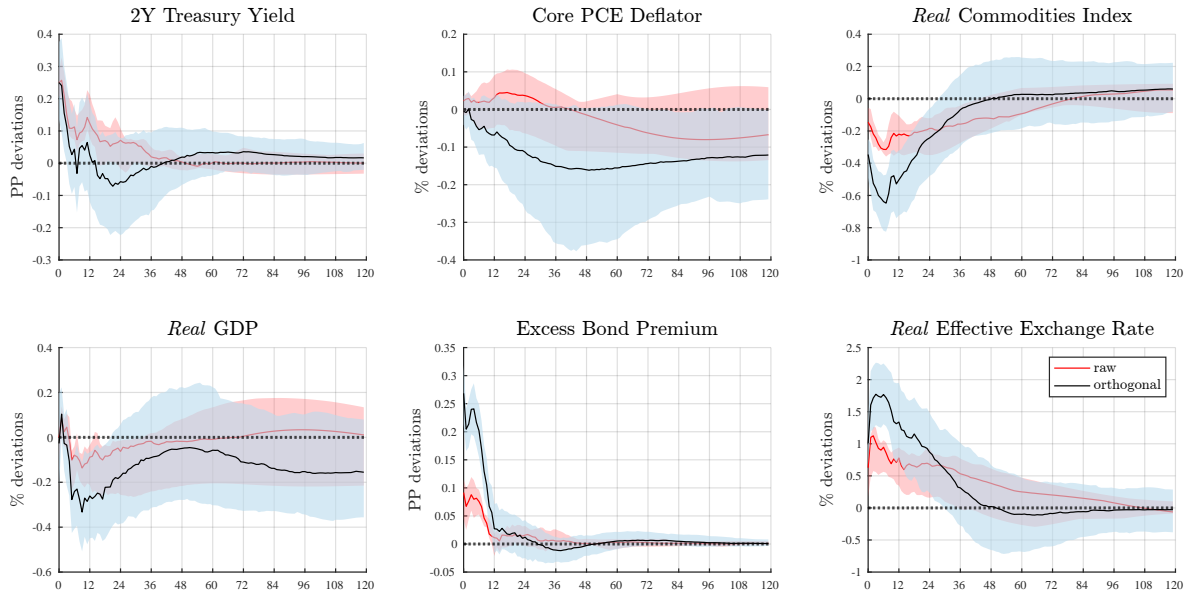 2Y Treasury Yield
PP deviations
0.4
0.3
0.2
0.1
0
-0.1
-0.2
-0.3
0 12 24 36 48 60 72 84 96 108 120
Core PCE Deflator
% deviations
0.2
0.1
0
-0.1
-0.2
-0.3
-0.4
0 12 24 36 48 60 72 84 96 108 120
Real Commodities Index
% deviations
0.4
0.2
0
-0.2
-0.4
-0.6
-0.8
-1
0 12 24 36 48 60 72 84 96 108 120
Real GDP
% deviations
0.4
0.2
0
-0.2
-0.4
-0.6
0 12 24 36 48 60 72 84 96 108 120
Excess Bond Premium
PP deviations
0.35
0.3
0.25
0.2
0.15
0.1
0.05
0
-0.05
0 12 24 36 48 60 72 84 96 108 120
Real Effective Exchange Rate
% deviations
2.5
2
1.5
1
0.5
0
-0.5
-1
0 12 24 36 48 60 72 84 96 108 120
raw
orthogonal